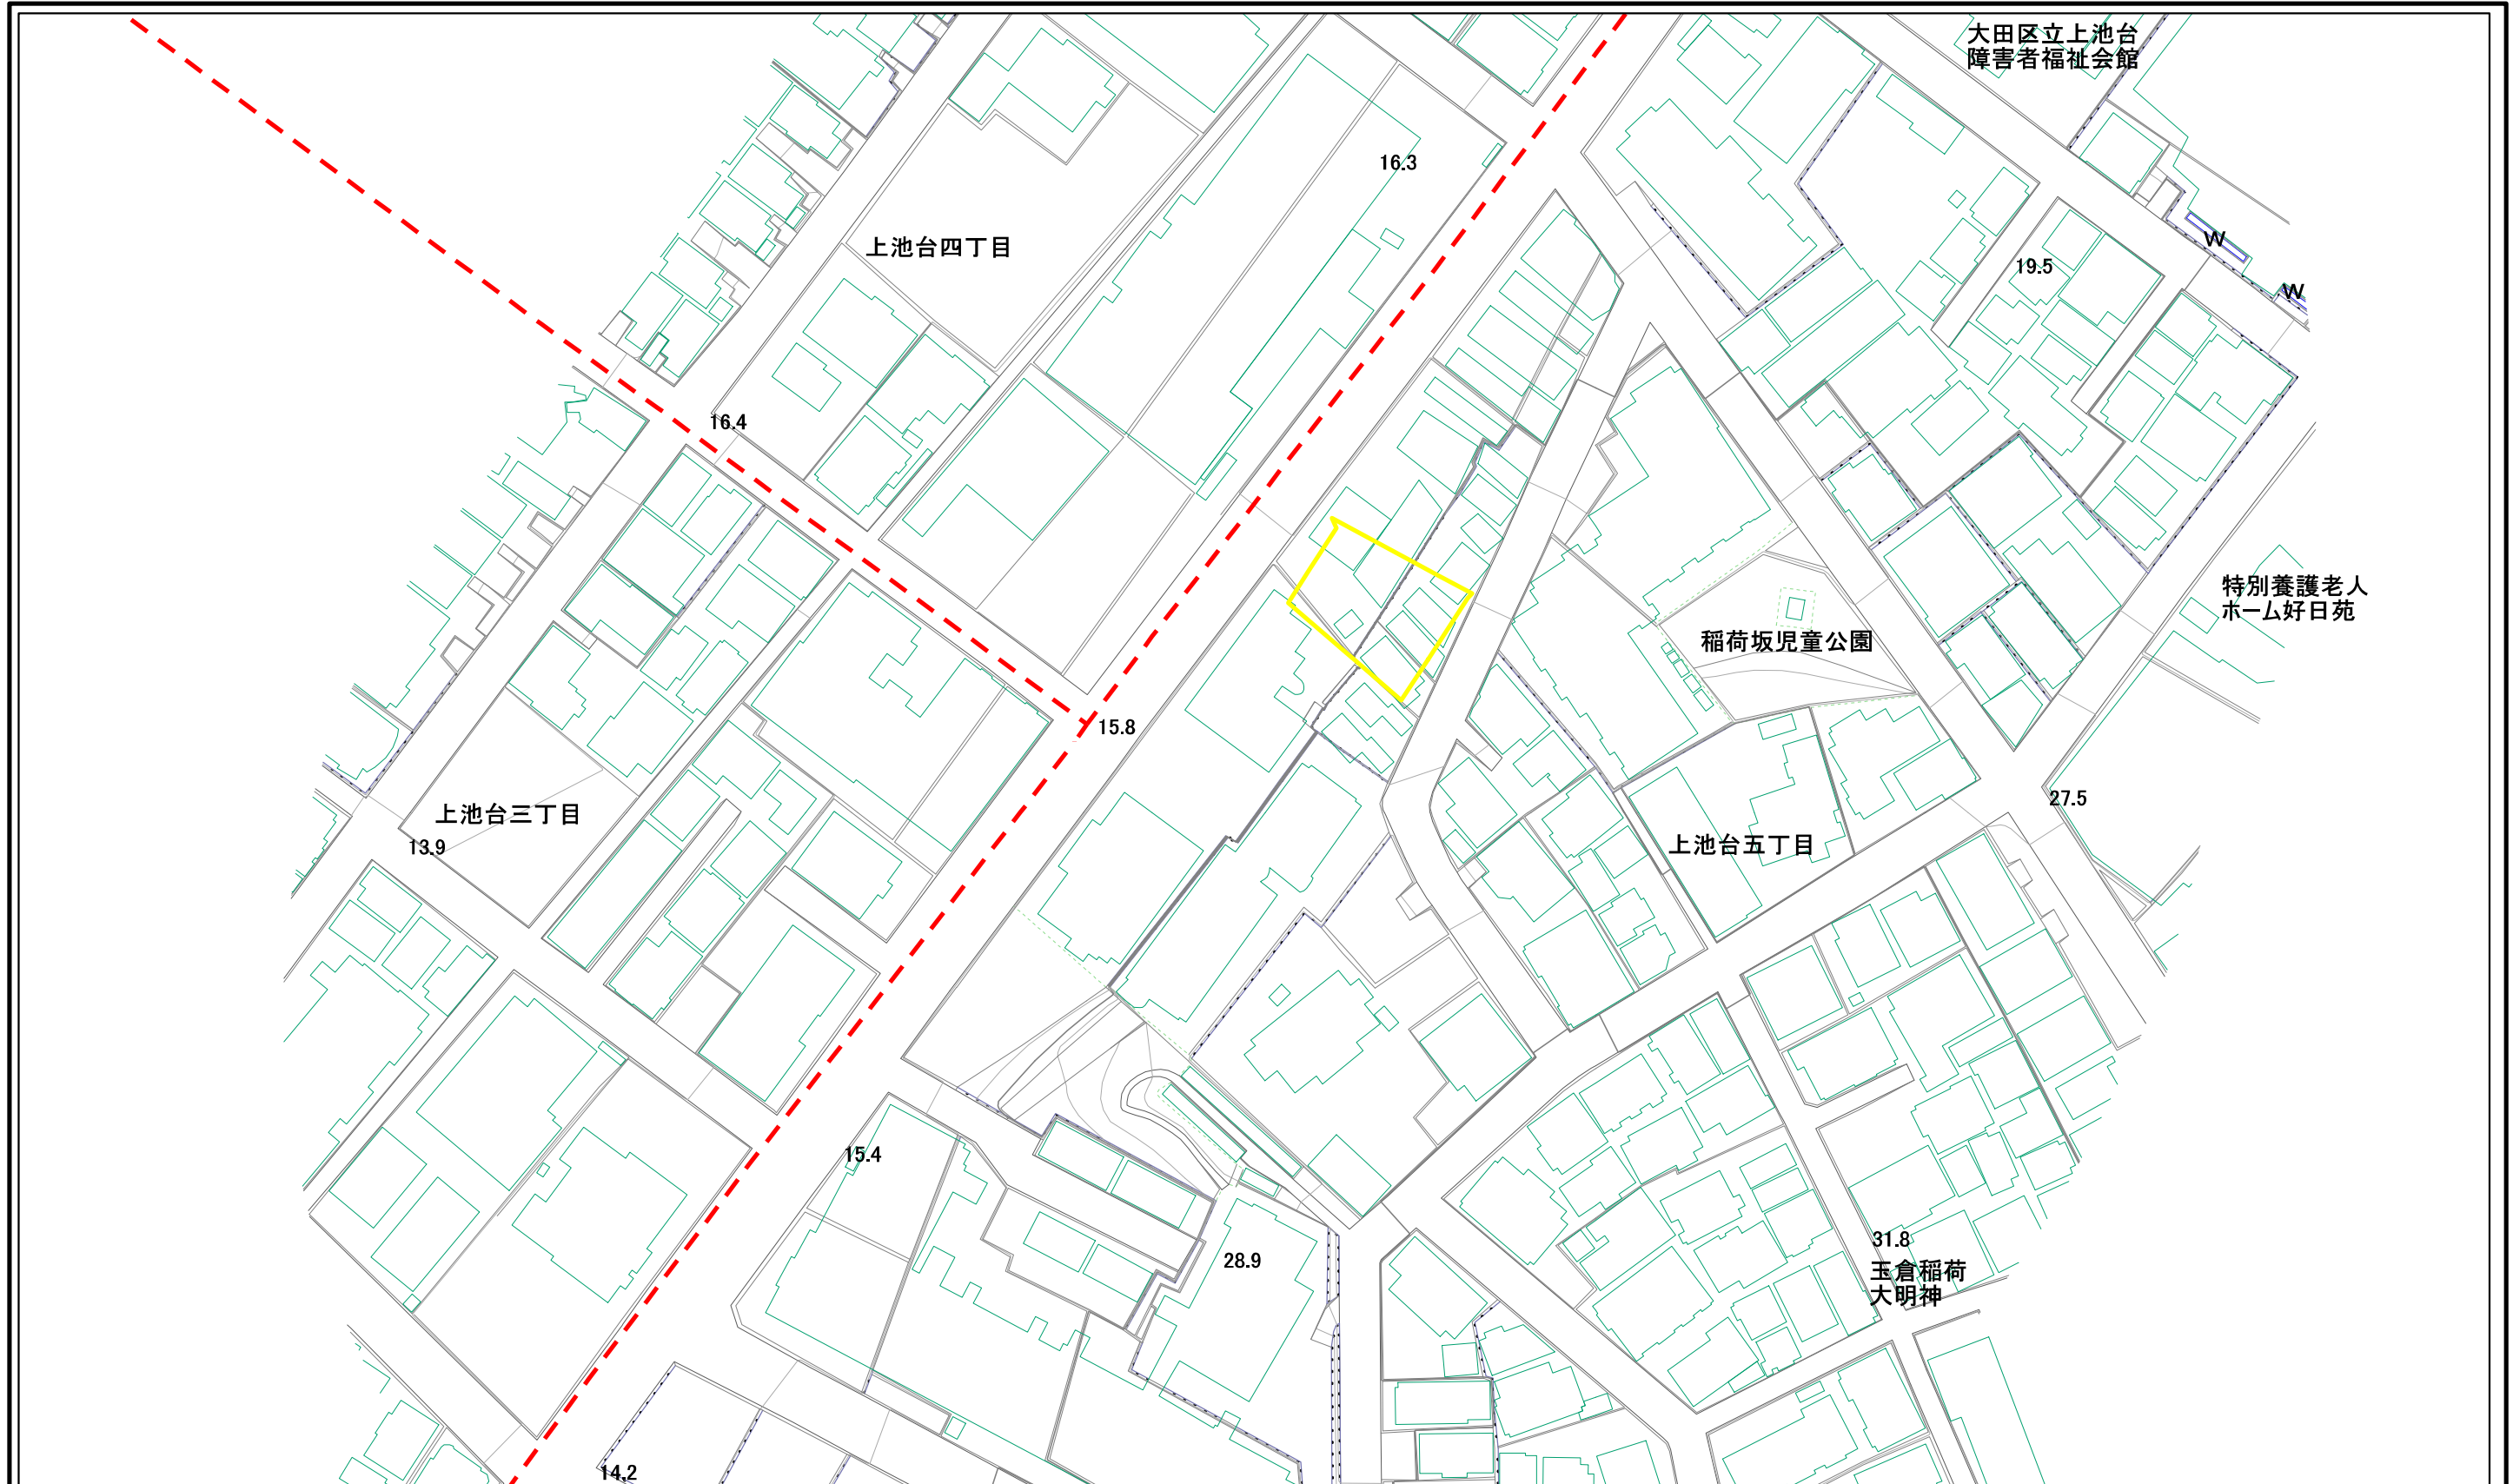 大田区立上池台
障害者福祉会館
16.3
上池台四丁目
W
19.5
W
16.4
特別養護老人
ホーム好日苑
稲荷坂児童公園
15.8
27.5
上池台三丁目
13.9
上池台五丁目
15.4
31.8
28.9
玉倉稲荷
大明神
14.2